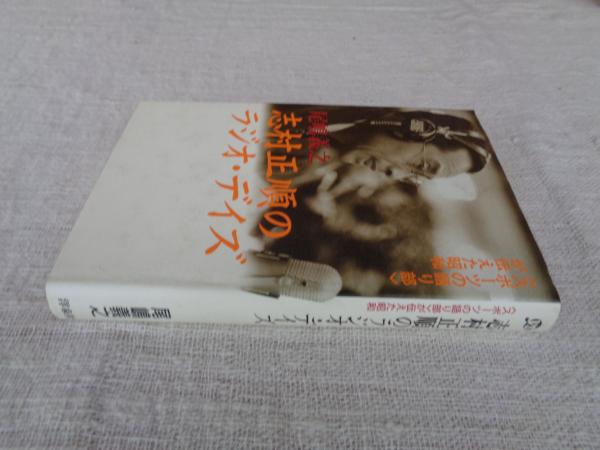 尾嶋義之
志村正順の
ラジオ・デイズ
〈スポーツの語り部〉
が伝えた昭和
志村正順のラジオ・デイズ
〈スポーツの語り部〉が伝えた昭和
尾嶋義之